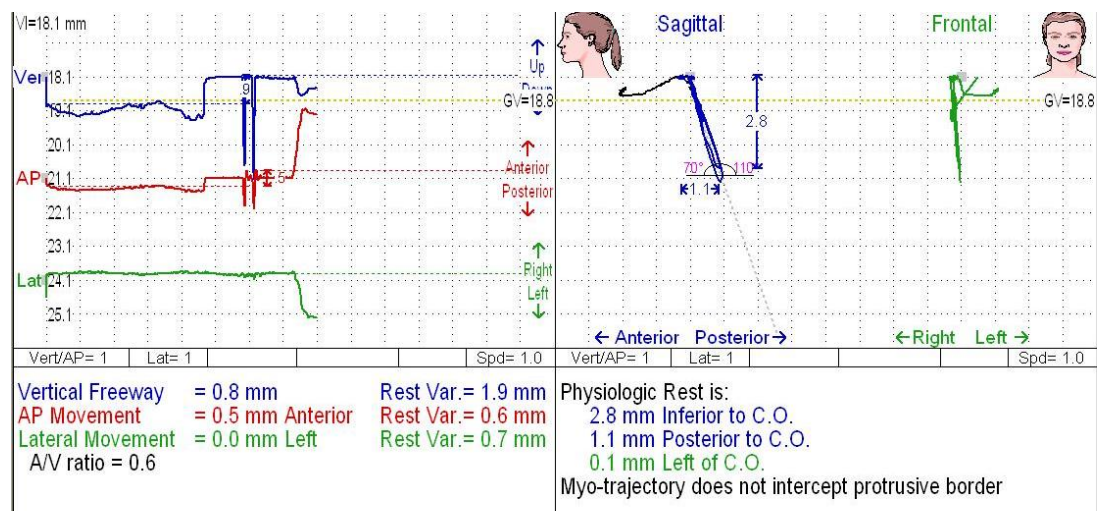 VI=18.1 mm
Ver
18.1
.9
19.1
20.1
AP
21.1
.5
22.1
23.1
Lat
24.1
25.1
Up
GV=18.8
Anterior
Posterior
Right
Left
Vert/AP= 1 Lat= 1 Spd= 1.0
Vertical Freeway = 0.8 mm Rest Var.= 1.9 mm
AP Movement = 0.5 mm Anterior Rest Var.= 0.6 mm
Lateral Movement = 0.0 mm Left Rest Var.= 0.7 mm
A/V ratio = 0.6
Sagittal Frontal
GV=18.8
2.8
70° 110
1.1
← Anterior Posterior → ←Right Left →
Vert/AP= 1 Lat= 1 Spd= 1.0
Physiologic Rest is:
2.8 mm Inferior to C.O.
1.1 mm Posterior to C.O.
0.1 mm Left of C.O.
Myo-trajectory does not intercept protrusive border